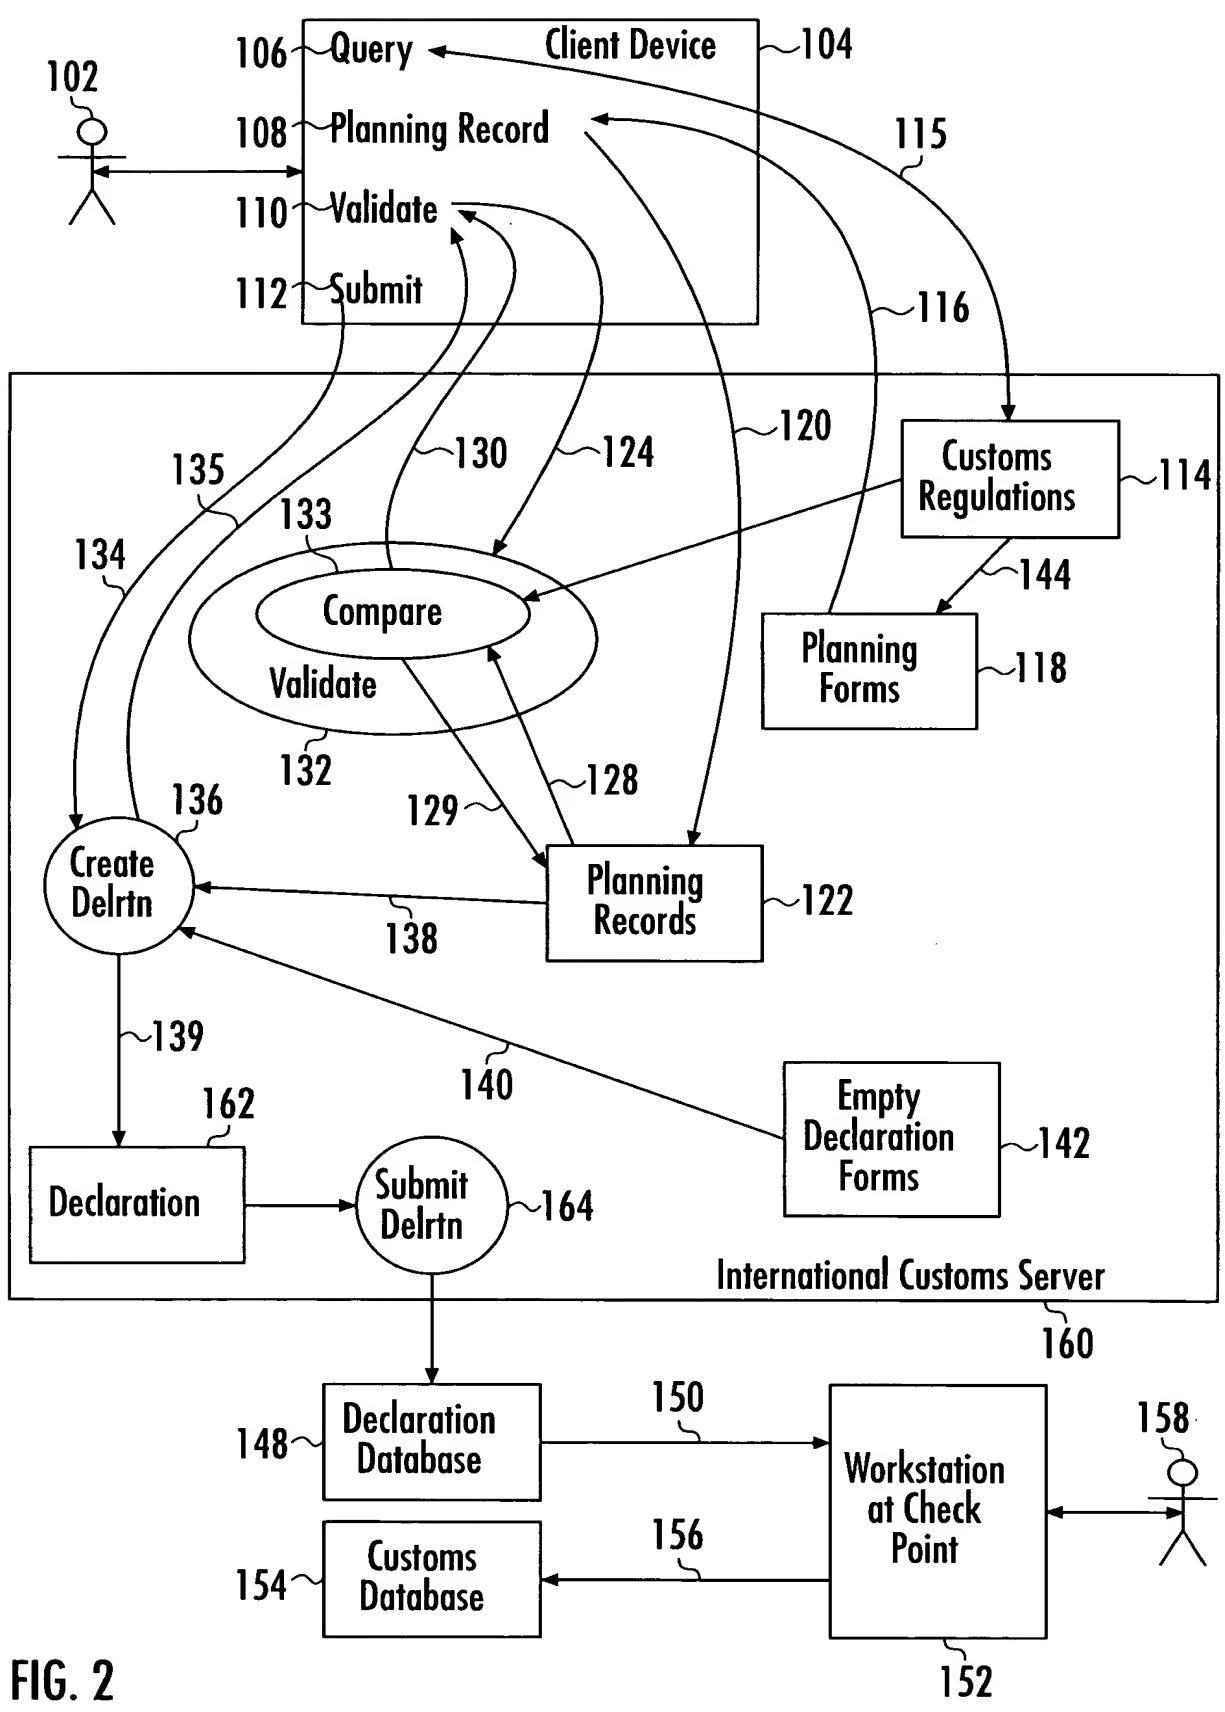 106 Query Client Device 104
102
108 Planning Record
115
110 Validate
112 Submit
116
120
130
124
135
Customs
Regulations
114
133
134
144
Compare
Planning
Forms
118
Validate
132
128
129
136
Create
Delrtn
Planning
Records
122
138
139
140
162
Empty
Declaration
Forms
142
Declaration
Submit
Delrtn
164
International Customs Server
160
150
158
148
Declaration
Database
Workstation
at Check
Point
156
154
Customs
Database
152
FIG. 2